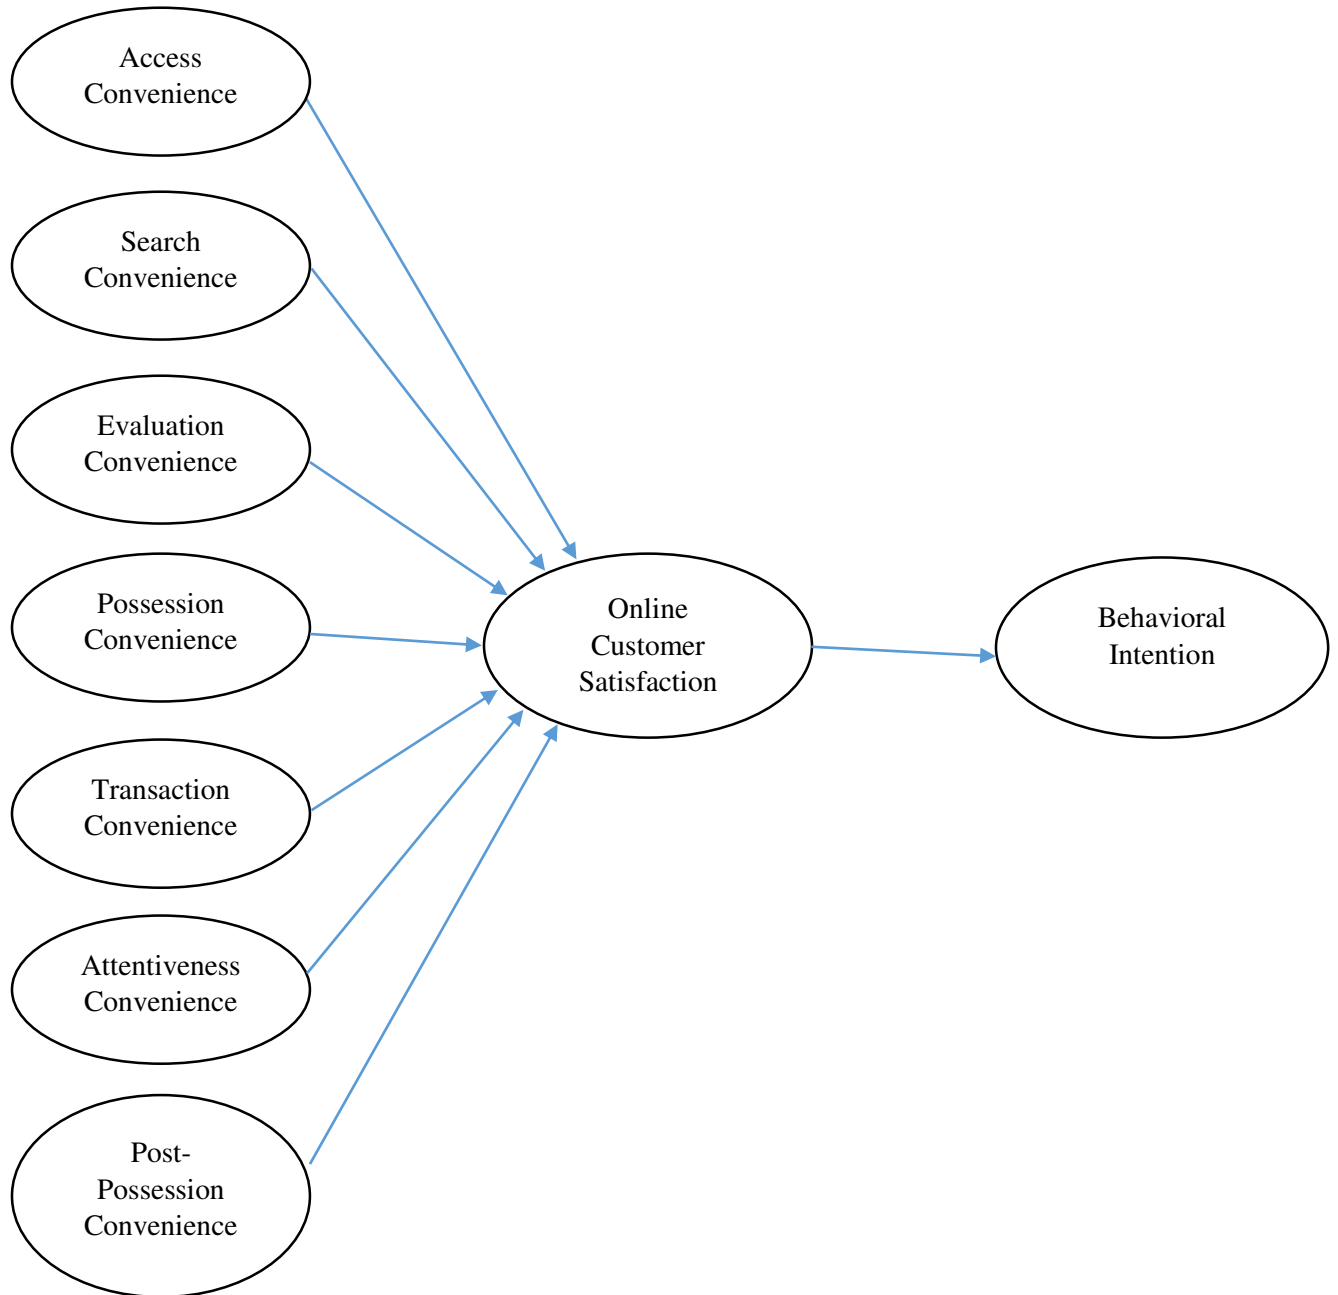 Access
Convenience
Search
Convenience
Evaluation
Convenience
Possession
Convenience
Transaction
Convenience
Attentiveness
Convenience
Post-
Possession
Convenience
Online
Customer
Satisfaction
Behavioral
Intention